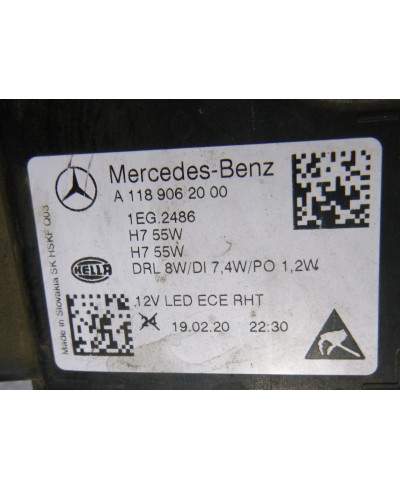 Mercedes-Benz
A 118 906 20 00
1EG.2486
H7 55W
H7 55W
HELLA
DRL 8W/DI 7,4W/PO 1,2W
12V LED ECE RHT
19.02.20 22:30
Made in Slovakia SK HSKF Q03